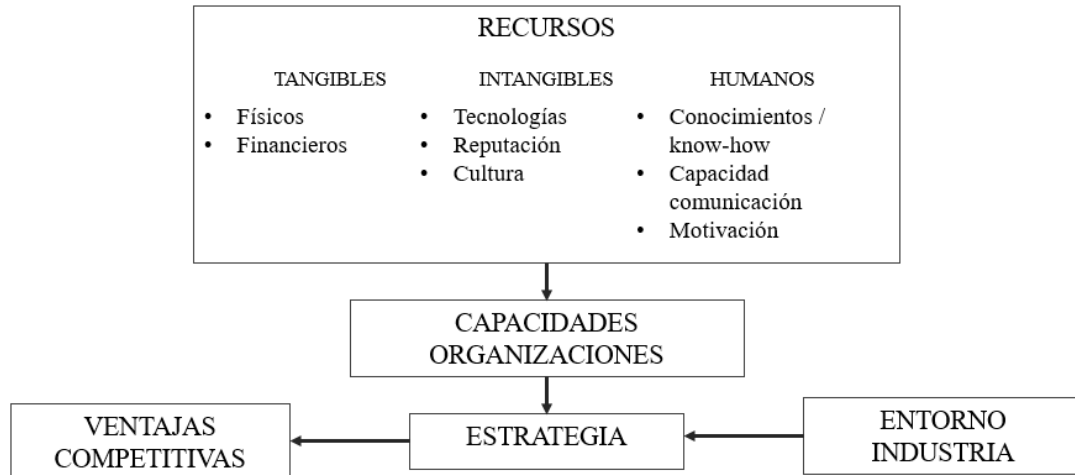 RECURSOS
TANGIBLES
• Físicos
• Financieros
INTANGIBLES
• Tecnologías
• Reputación
• Cultura
HUMANOS
• Conocimientos /
know-how
• Capacidad
comunicación
• Motivación
CAPACIDADES
ORGANIZACIONES
VENTAJAS
COMPETITIVAS
ESTRATEGIA
ENTORNO
INDUSTRIA